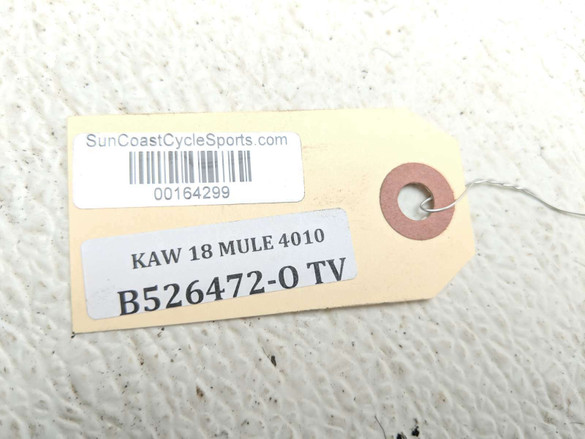 SunCoastCycleSports.com
00164299
KAW 18 MULE 4010
B526472-O TV